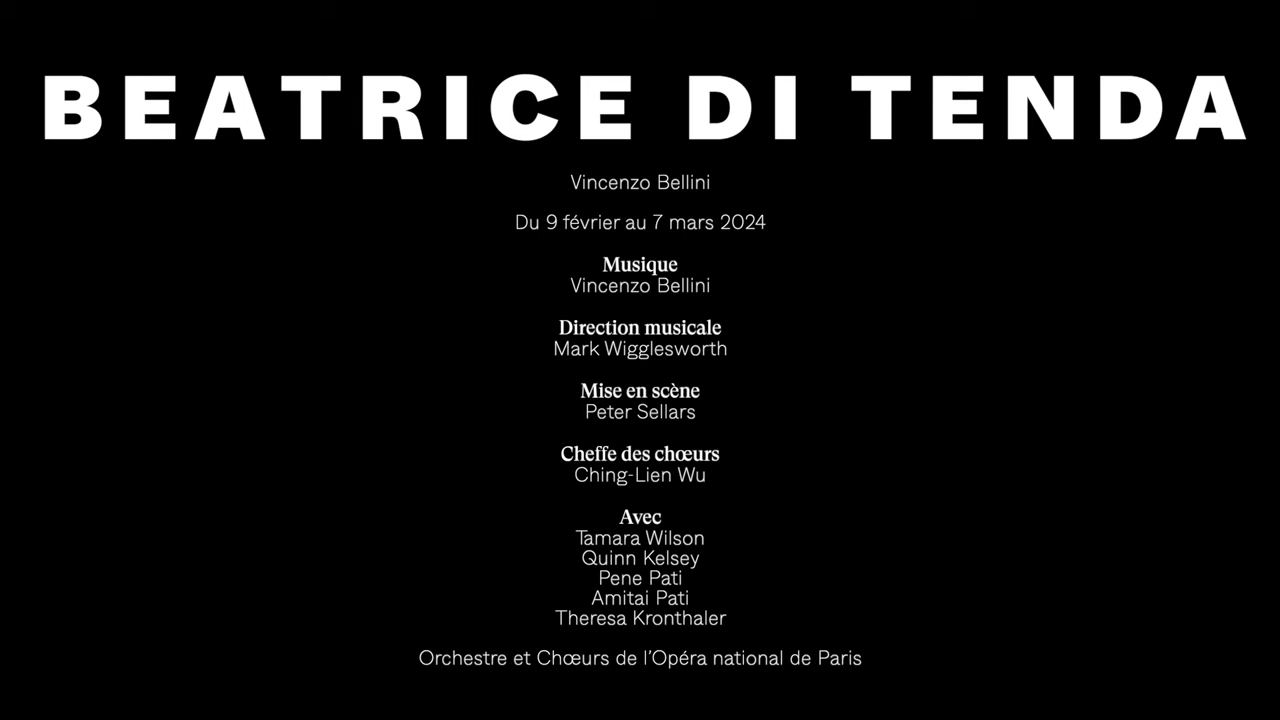 BEATRICE DI TENDA
Vincenzo Bellini
Du 9 février au 7 mars 2024
Musique
Vincenzo Bellini
Direction musicale
Mark Wigglesworth
Mise en scène
Peter Sellars
Cheffe des chœurs
Ching-Lien Wu
Avec
Tamara Wilson
Quinn Kelsey
Pene Pati
Amitai Pati
Theresa Kronthaler
Orchestre et Chœurs de l'Opéra national de Paris